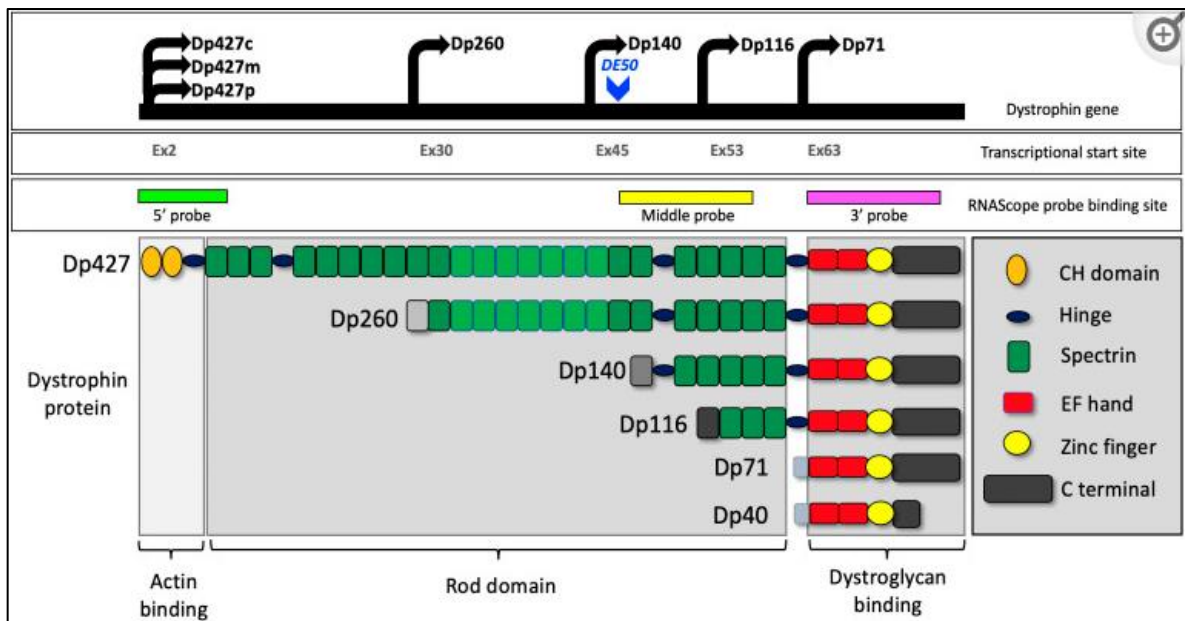 Dp427c
Dp427m
Dp427p
Dp260
Dp140
DE50
Dp116
Dp71
Dystrophin gene
Ex2
Ex30
Ex45
Ex53
Ex63
Transcriptional start site
5' probe
Middle probe
3' probe
RNAScope probe binding site
Dp427
Dp260
Dp140
Dp116
Dp71
Dp40
Dystrophin
protein
CH domain
Hinge
Spectrin
EF hand
Zinc finger
C terminal
Actin
binding
Rod domain
Dystroglycan
binding